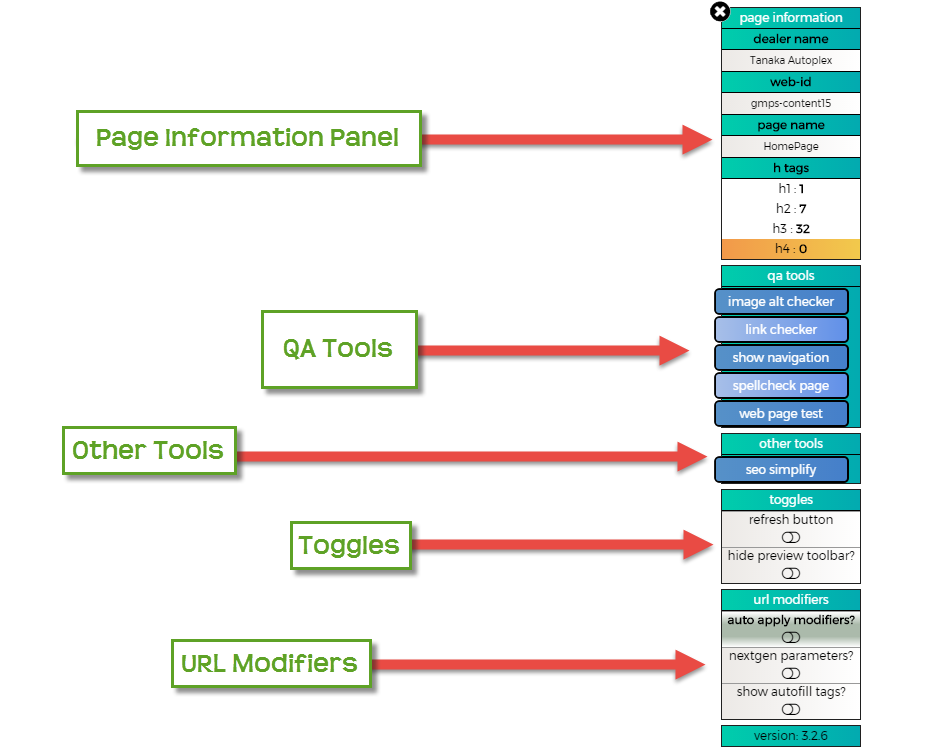 page information
dealer name
Tanaka Autoplex
web-id
gmps-content15
page name
HomePage
h tags
h1 : 1
h2 : 7
h3 : 32
h4 : 0
Page Information Panel
qa tools
image alt checker
link checker
show navigation
spellcheck page
web page test
QA Tools
other tools
seo simplify
Other Tools
toggles
refresh button
hide preview toolbar?
Toggles
url modifiers
auto apply modifiers?
nextgen parameters?
show autofill tags?
URL Modifiers
version: 3.2.6